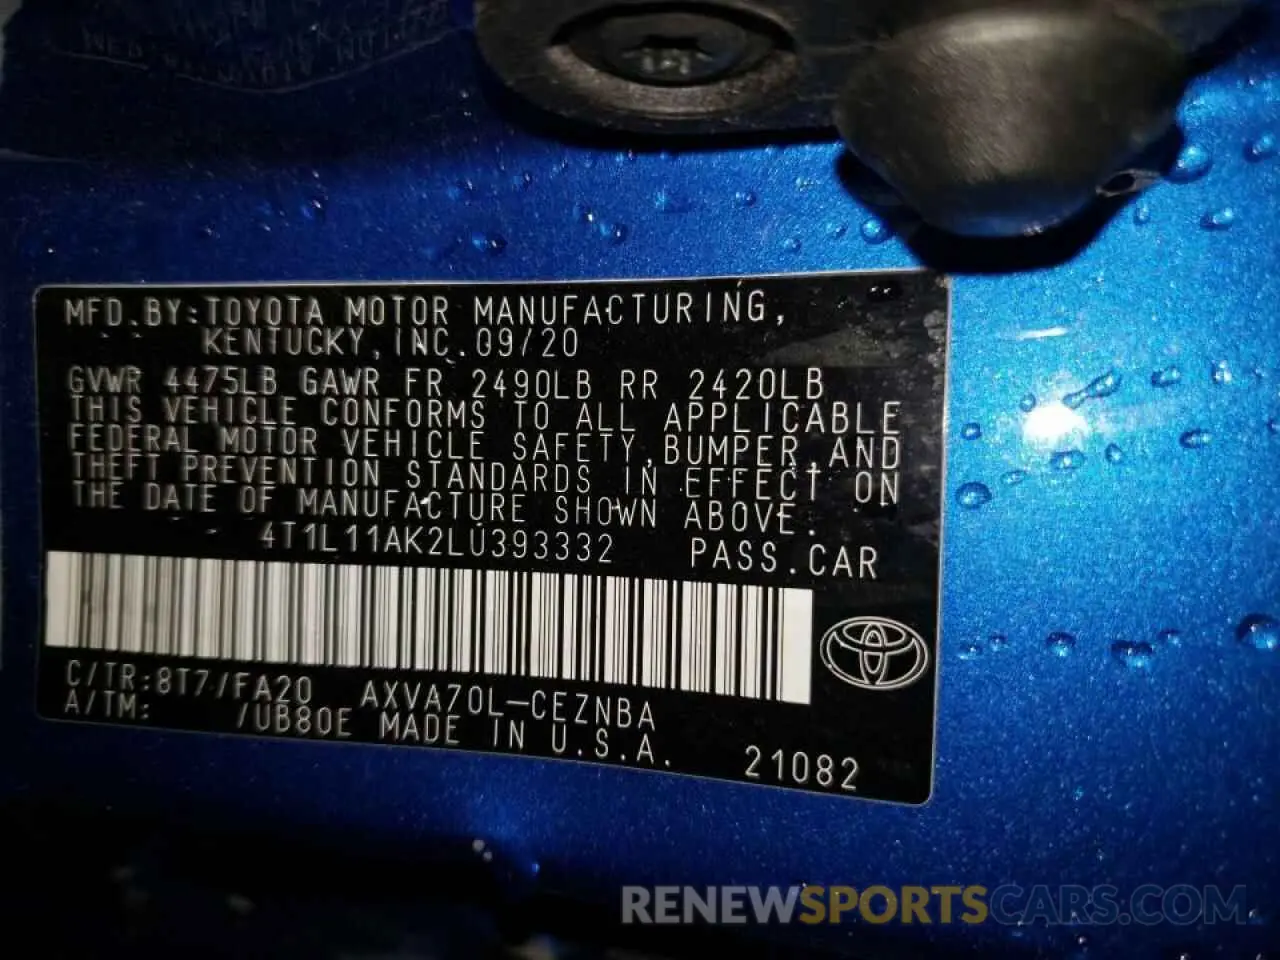 MFD.BY:TOYOTA MOTOR MANUFACTURING,
KENTUCKY, INC. 09/20
GVWR 4475LB GAWR FR 2490LB RR 2420LB
THIS VEHICLE CONFORMS TO ALL APPLICABLE
FEDERAL MOTOR VEHICLE SAFETY, BUMPER, AND
THEFT PREVENTION STANDARDS IN EFFECT ON
THE DATE OF MANUFACTURE SHOWN ABOVE.
4T1L11AK2LU393332 PASS.CAR
C/TR:8T7/FA20 AXVA70L-CEZNBA
A/TM: /UB80E MADE IN U.S.A.
21082
RENEWSPORTSCARS.COM